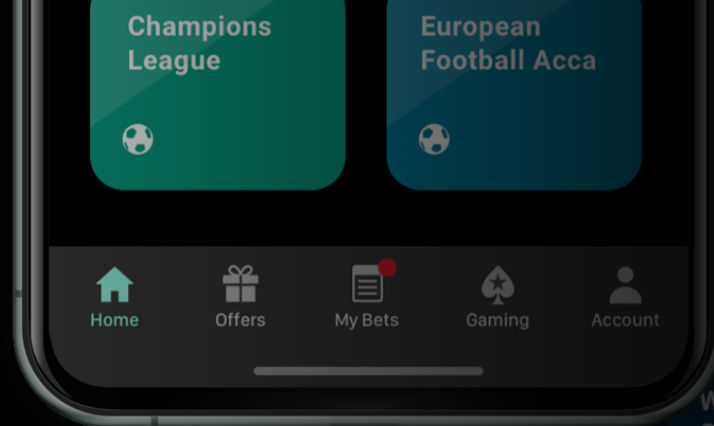 Champions
League
European
Football Acca
Home
Offers
My Bets
Gaming
Account